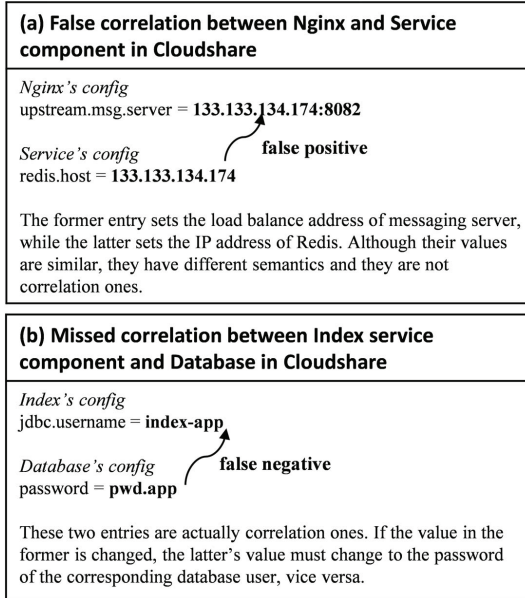 (a) False correlation between Nginx and Service
component in Cloudshare
Nginx's config
upstream.msg.server = 133.133.134.174:8082
Service's config
false positive
redis.host = 133.133.134.174
The former entry sets the load balance address of messaging server,
while the latter sets the IP address of Redis. Although their values
are similar, they have different semantics and they are not
correlation ones.
(b) Missed correlation between Index service
component and Database in Cloudshare
Index's config
jdbc.username = index-app
Database's config
false negative
password = pwd.app
These two entries are actually correlation ones. If the value in the
former is changed, the latter's value must change to the password
of the corresponding database user, vice versa.